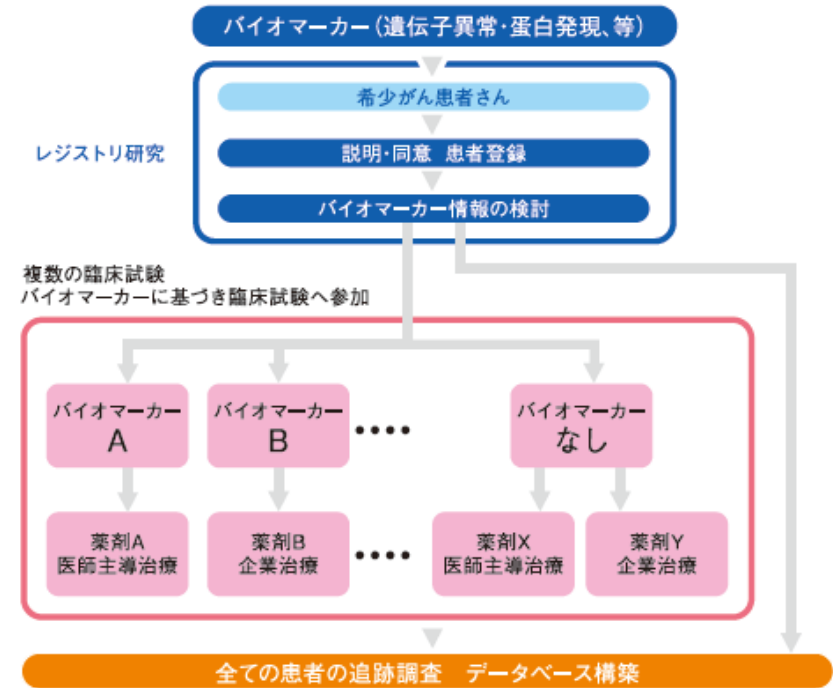 バイオマーカー（遺伝子異常・蛋白発現、等）
希少がん患者さん
レジストリ研究
説明・同意 患者登録
バイオマーカー情報の検討
複数の臨床試験
バイオマーカーに基づき臨床試験へ参加
バイオマーカー
A
バイオマーカー
B
••••
バイオマーカー
なし
薬剤A
医師主導治療
薬剤B
企業治療
••••
薬剤X
医師主導治療
薬剤Y
企業治療
全ての患者の追跡調査　データベース構築